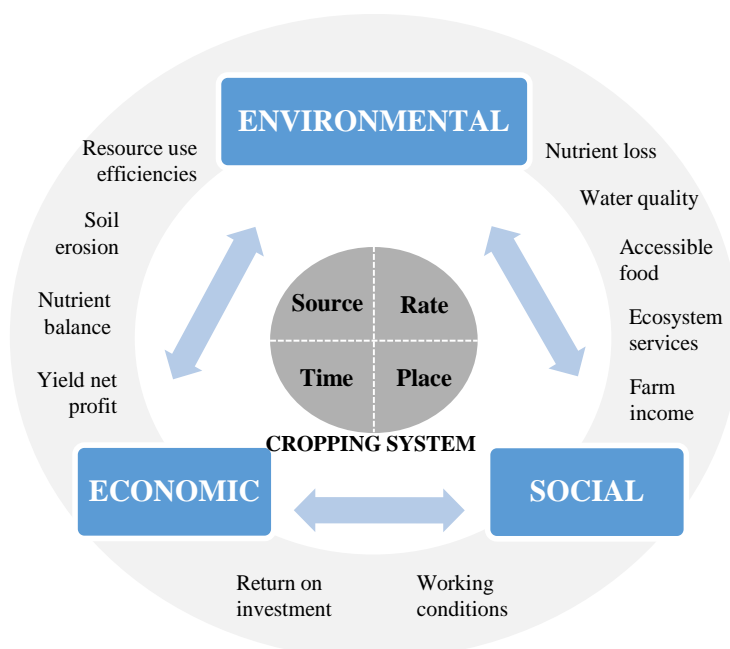 ENVIRONMENTAL
Resource use
efficiencies
Soil
erosion
Nutrient
balance
Yield net
profit
Nutrient loss
Water quality
Accessible
food
Ecosystem
services
Farm
income
Source
Rate
Time
Place
CROPPING SYSTEM
ECONOMIC
SOCIAL
Return on
investment
Working
conditions